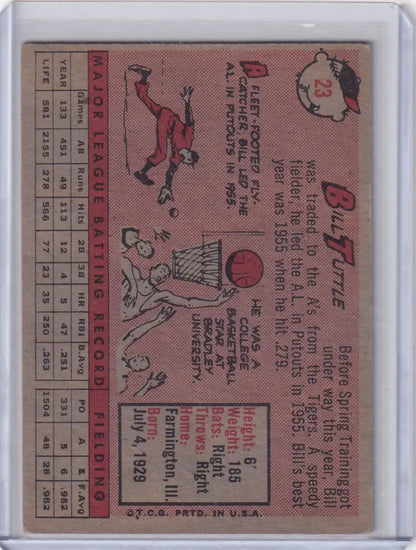 23
BILL TUTTLE
Before Spring Training got
under way this year, Bill
was traded to the A's from the Tigers. A speedy
fielder, he led the A.L. in Putouts in 1955. Bill's best
year was 1955 when he hit .279.
A FLEET-FOOTED FLY-
CATCHER, BILL LED THE
A.L. IN PUTOUTS IN 1955.
HE WAS A
COLLEGE
BASKETBALL
STAR AT
BRADLEY
UNIVERSITY.
Height: 6'
Weight: 185
Bats: Right
Throws: Right
Home:
Farmington, Ill.
Born:
July 4, 1929
©T.C.G. PRTD. IN U.S.A.
MAJOR LEAGUE BATTING RECORD FIELDING
Games AB Runs Hits 2B 3B HR RBI B.Avg PO A E F.Avg
YEAR 133 451 49 113 12 4 5 47 .251 331 5 6 .982
LIFE 581 2155 278 566 77 23 35 250 .263 1504 48 28 .982